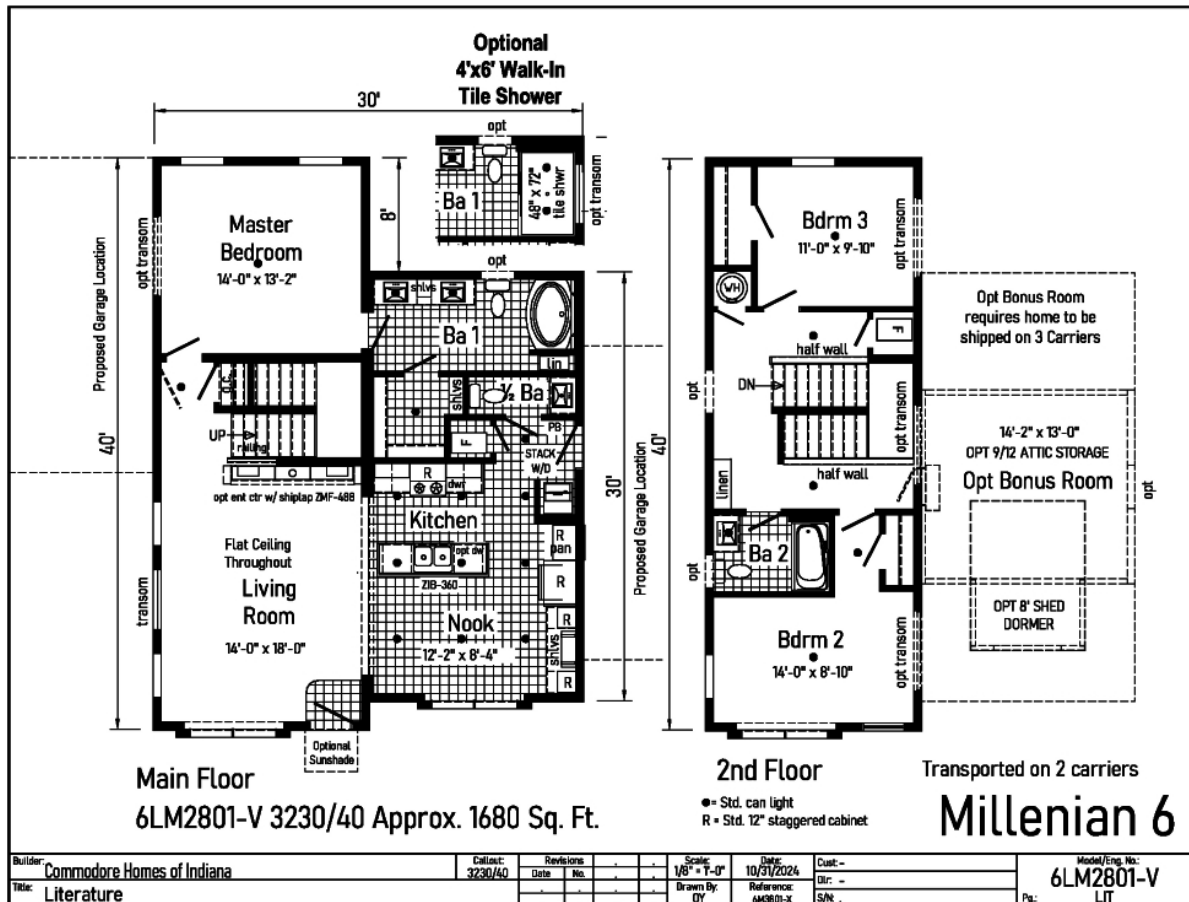 Optional
4'x6' Walk-In
Tile Shower
30'
opt
Ba 1
48" x 72"
tile shwr
opt transom
8'
Master
Bedroom
14'-0" x 13'-2"
opt transom
Proposed Garage Location
40'
opt
shlvs
Ba 1
lin
shlvs
½ Ba
PB
F
STACK
W/D
UP
railing
opt ent ctr w/ shiplap ZMF-488
R
dwr
Kitchen
opt dw
ZIB-360
R
pan
R
Flat Ceiling
Throughout
Living
Room
14'-0" x 18'-0"
transom
Nook
12'-2" x 8'-4"
R
shlvs
R
30'
Proposed Garage Location
Optional
Sunshade
Main Floor
6LM2801-V 3230/40 Approx. 1680 Sq. Ft.
Bdrm 3
11'-0" x 9'-10"
opt transom
WH
F
half wall
DN
opt
opt transom
40'
half wall
linen
Ba 2
opt
Bdrm 2
14'-0" x 8'-10"
opt transom
Opt Bonus Room
requires home to be
shipped on 3 Carriers
14'-2" x 13'-0"
OPT 9/12 ATTIC STORAGE
Opt Bonus Room
opt
OPT 8' SHED
DORMER
2nd Floor
● = Std. can light
R = Std. 12" staggered cabinet
Transported on 2 carriers
Millenian 6
Builder: Commodore Homes of Indiana
Title: Literature
Callout:
3230/40
Revisions
Date No.
Scale:
1/8" = 1'-0"
Drawn By:
Date:
10/31/2024
Reference:
Cust: -
Dlr: -
S/N:
Model/Eng. No.:
6LM2801-V
Pg.: LIT